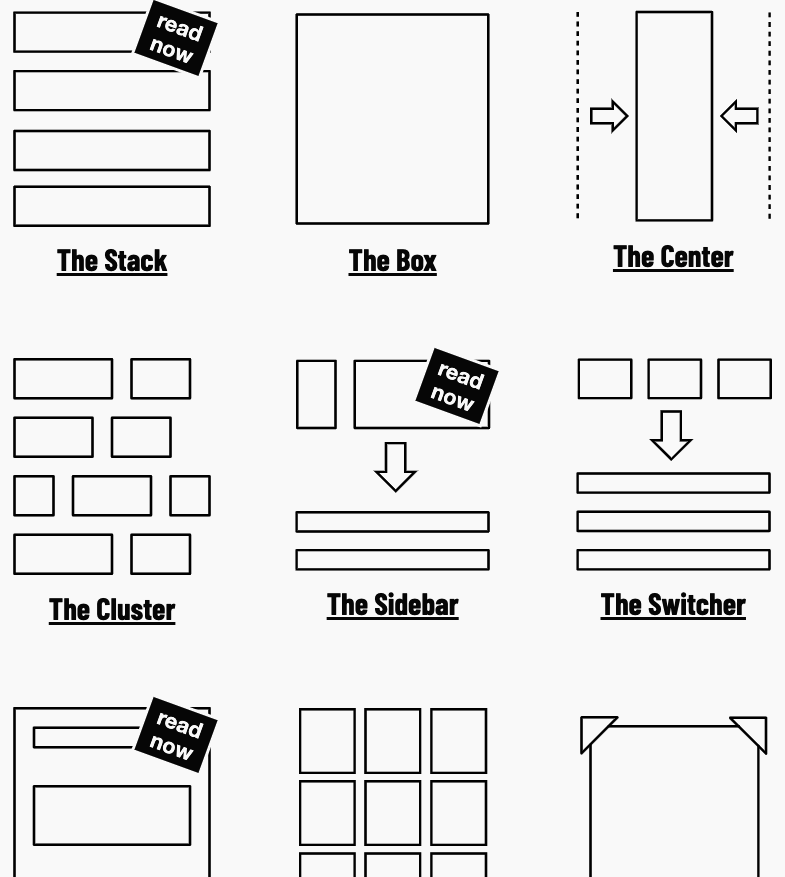 read
now
The Stack
The Box
The Center
read
now
The Cluster
The Sidebar
The Switcher
read
now